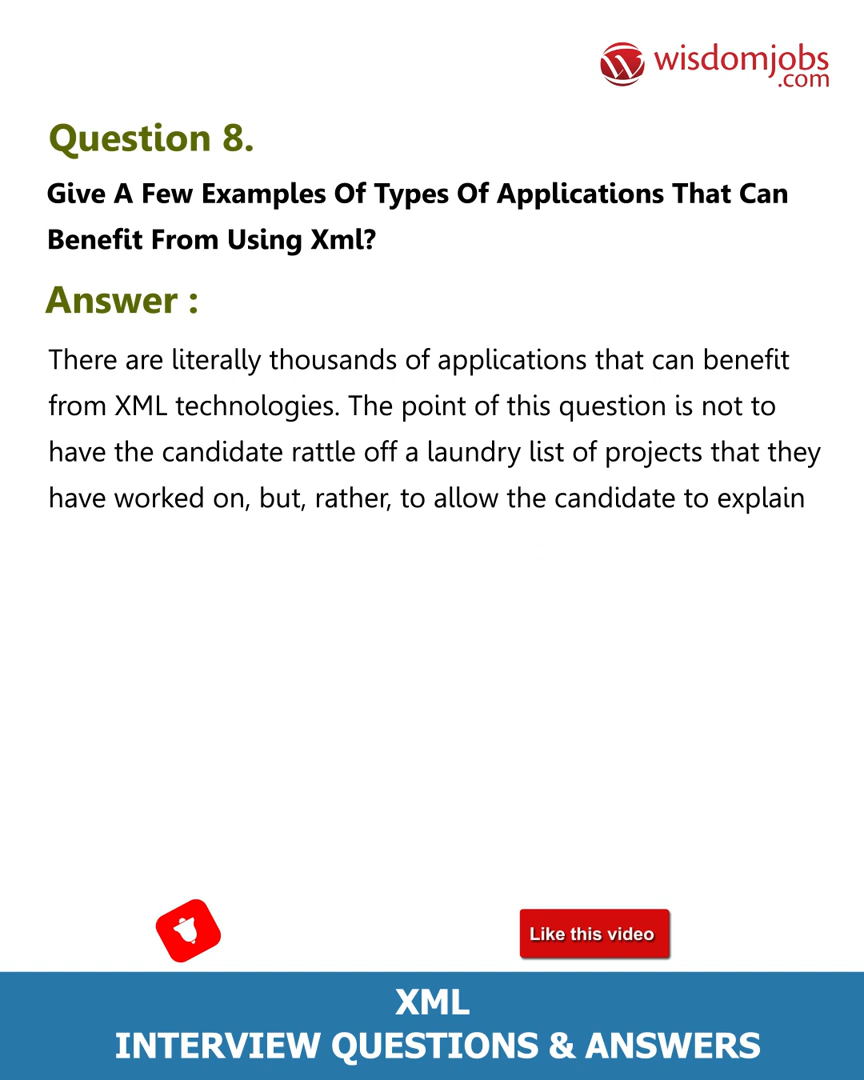 wisdomjobs
.com
Question 8.
Give A Few Examples Of Types Of Applications That Can
Benefit From Using Xml?
Answer :
There are literally thousands of applications that can benefit
from XML technologies. The point of this question is not to
have the candidate rattle off a laundry list of projects that they
have worked on, but, rather, to allow the candidate to explain
Like this video
XML
INTERVIEW QUESTIONS & ANSWERS